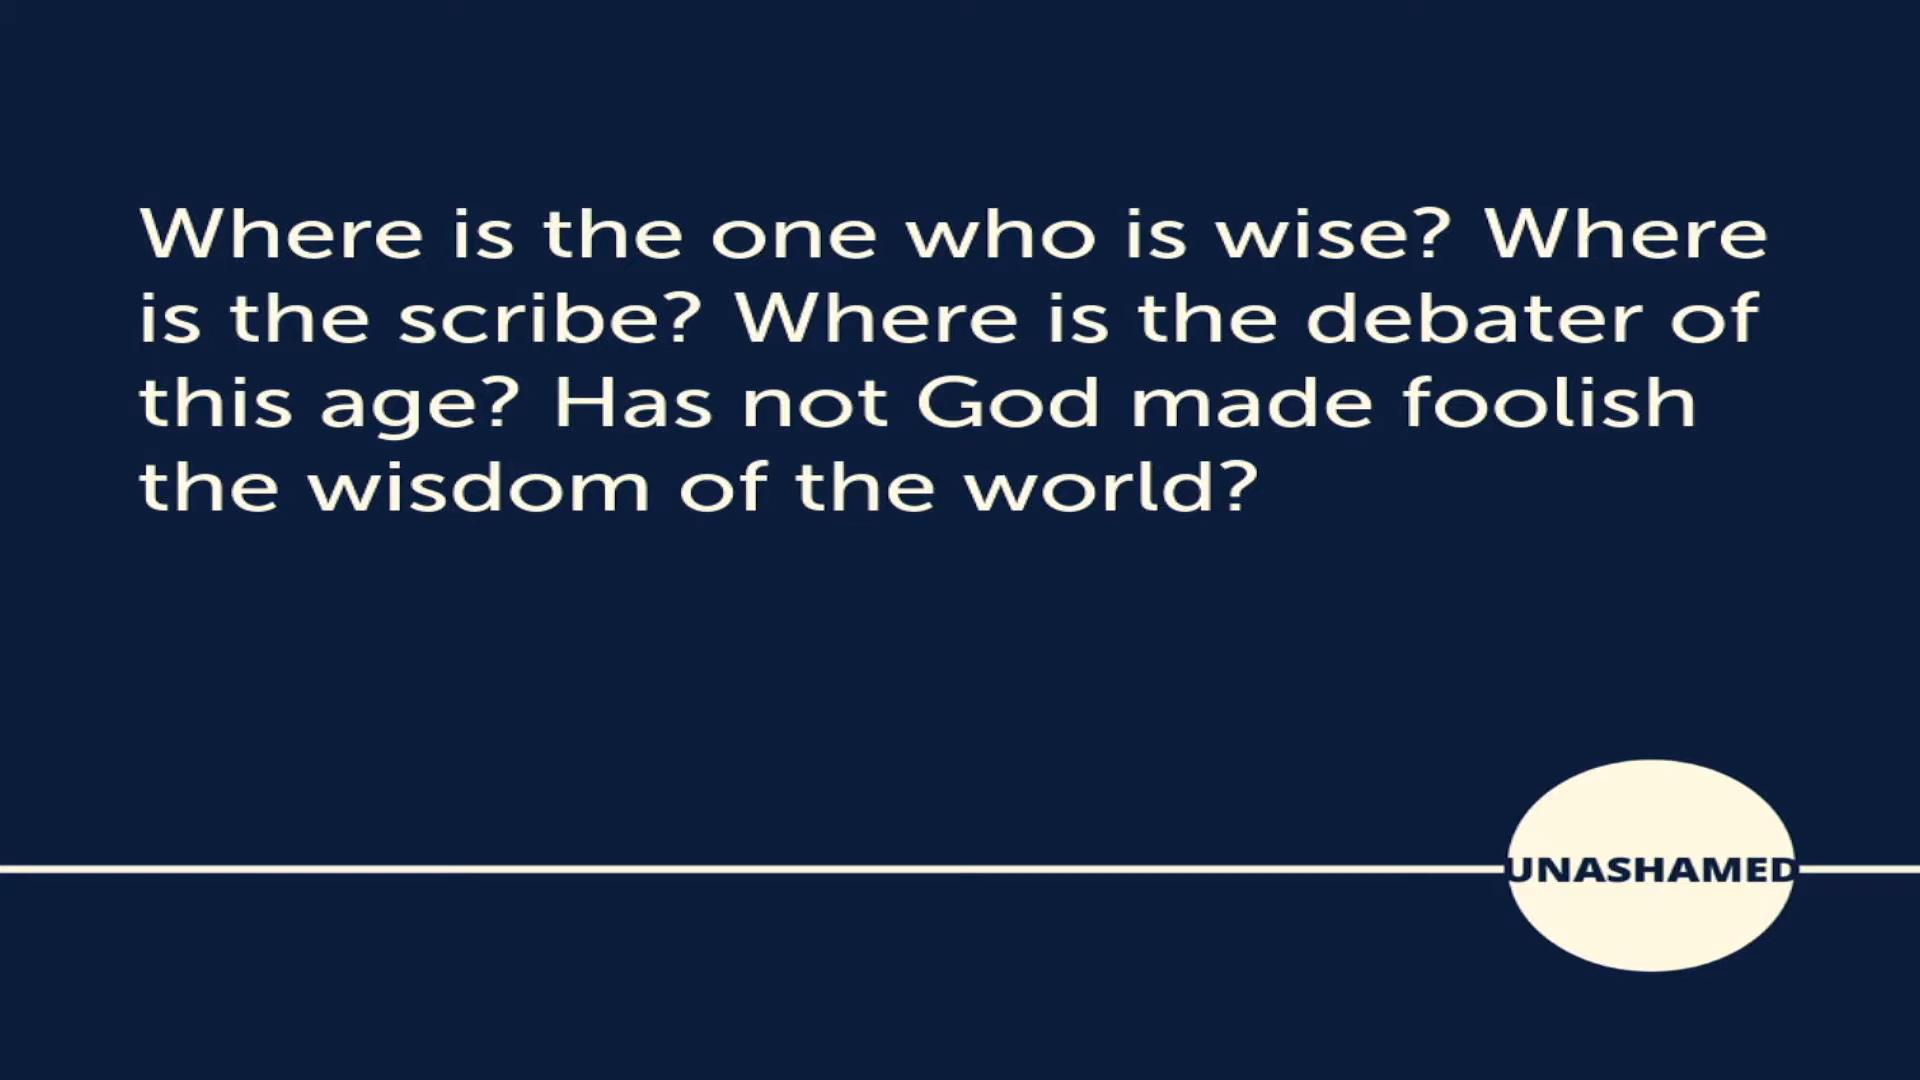 Where is the one who is wise? Where
is the scribe? Where is the debater of
this age? Has not God made foolish
the wisdom of the world?
UNASHAMED